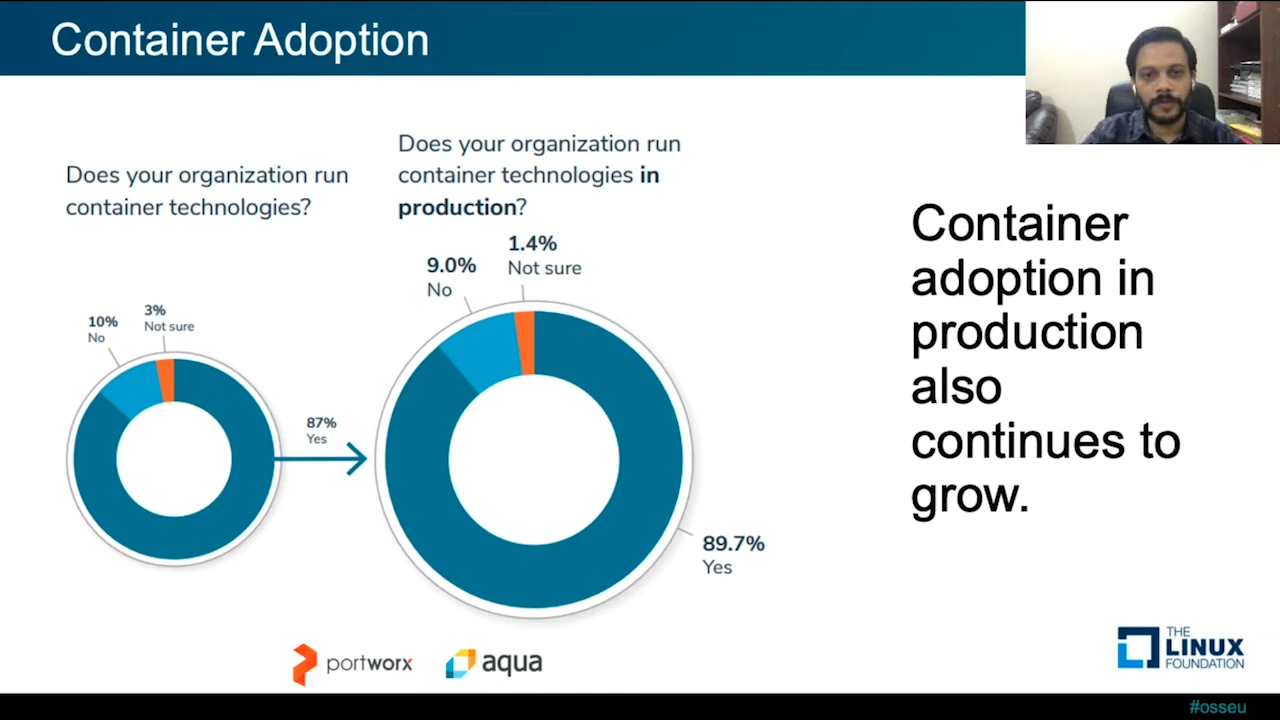 Container Adoption
Does your organization run
container technologies?
10%
No
3%
Not sure
87%
Yes
Does your organization run
container technologies in
production?
9.0%
No
1.4%
Not sure
89.7%
Yes
Container
adoption in
production
also
continues to
grow.
portworx
aqua
THE
LINUX
FOUNDATION
#osseu